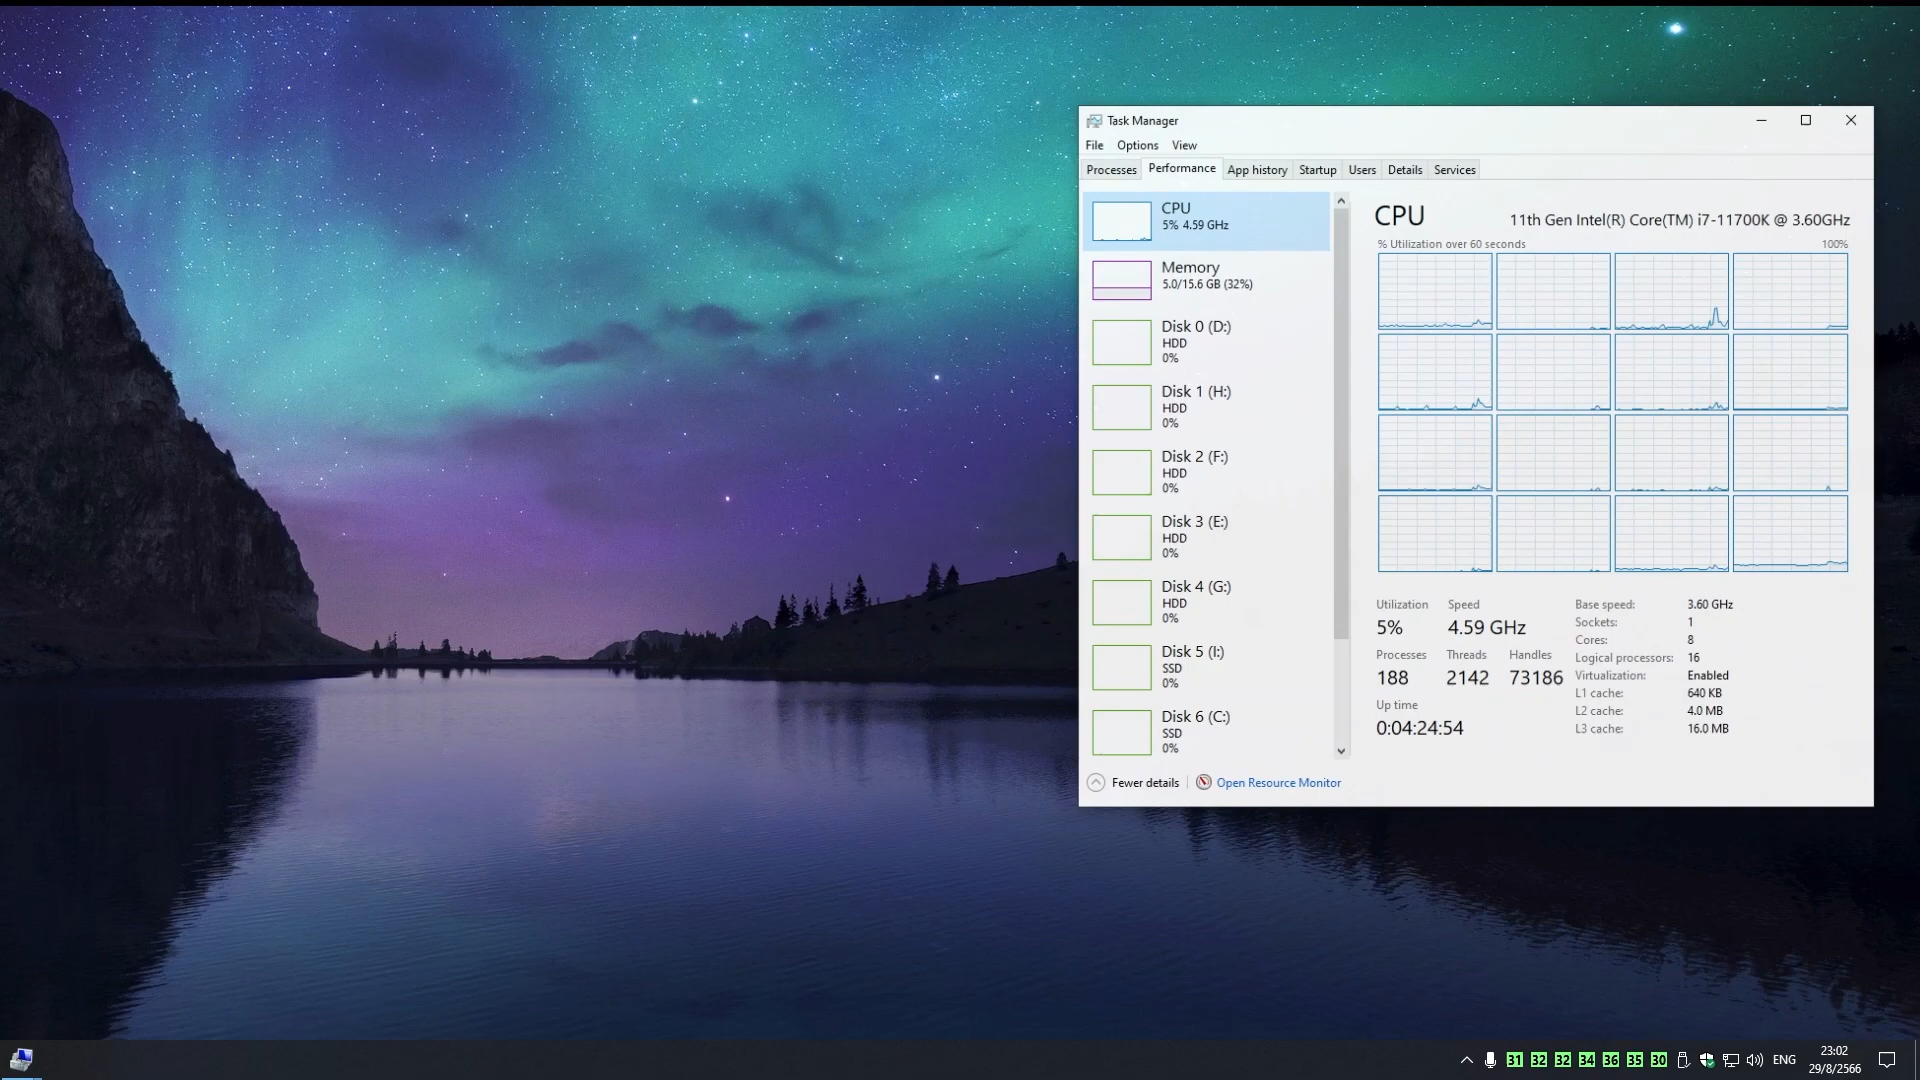 Task Manager
File Options View
Processes Performance App history Startup Users Details Services
CPU
5% 4.59 GHz
Memory
5.0/15.6 GB (32%)
Disk 0 (D:)
HDD
0%
Disk 1 (H:)
HDD
0%
Disk 2 (F:)
HDD
0%
Disk 3 (E:)
HDD
0%
Disk 4 (G:)
HDD
0%
Disk 5 (I:)
SSD
0%
Disk 6 (C:)
SSD
0%
CPU 11th Gen Intel(R) Core(TM) i7-11700K @ 3.60GHz
% Utilization over 60 seconds 100%
Utilization Speed
5% 4.59 GHz
Processes Threads Handles
188 2142 73186
Up time
0:04:24:54
Base speed: 3.60 GHz
Sockets: 1
Cores: 8
Logical processors: 16
Virtualization: Enabled
L1 cache: 640 KB
L2 cache: 4.0 MB
L3 cache: 16.0 MB
Fewer details Open Resource Monitor
31 32 32 34 36 35 30 ENG
23:02
29/8/2566